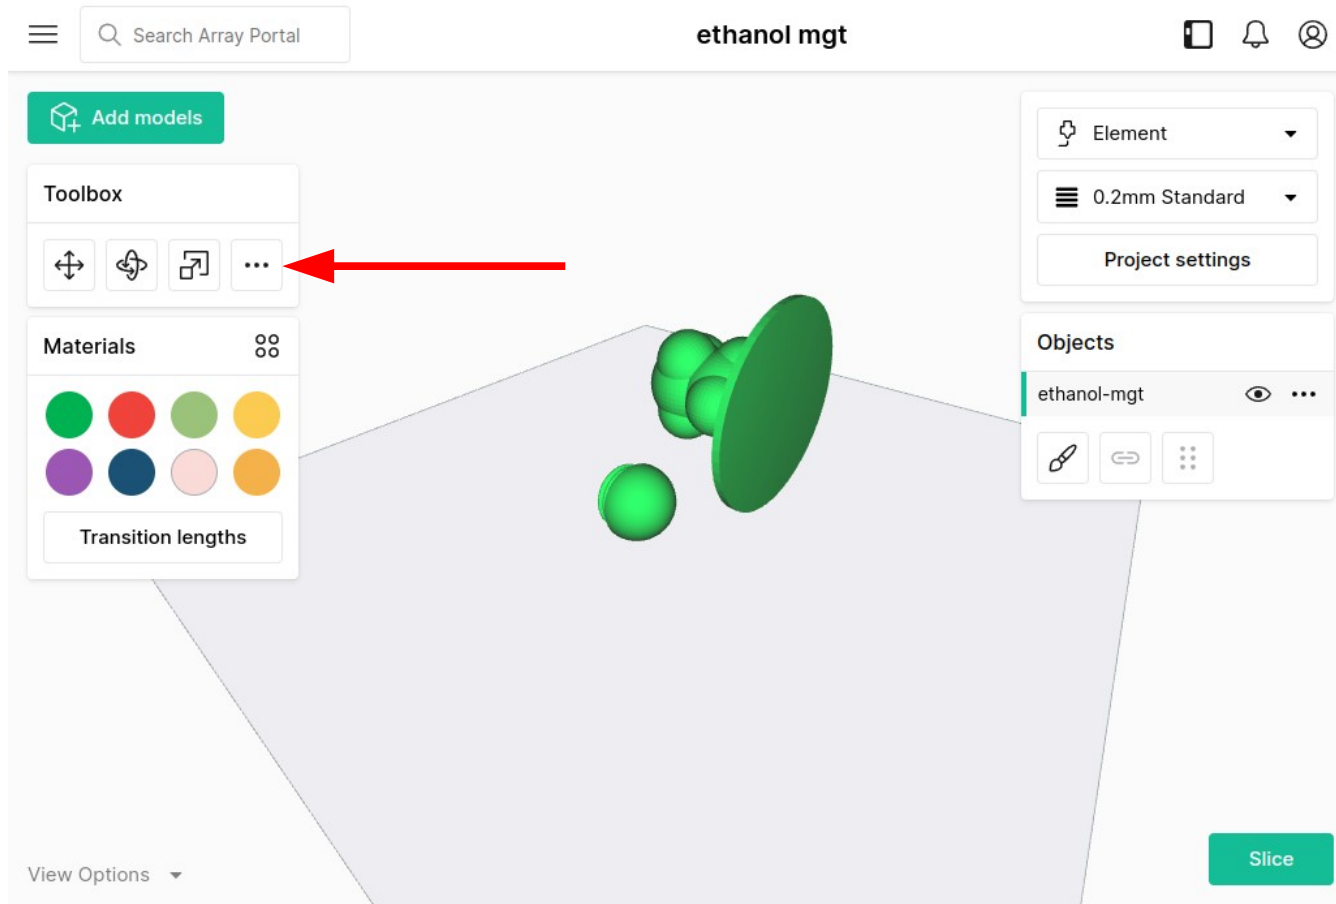 Search Array Portal
ethanol mgt
Add models
Toolbox
Materials
Transition lengths
View Options
Element
0.2mm Standard
Project settings
Objects
ethanol-mgt
Slice